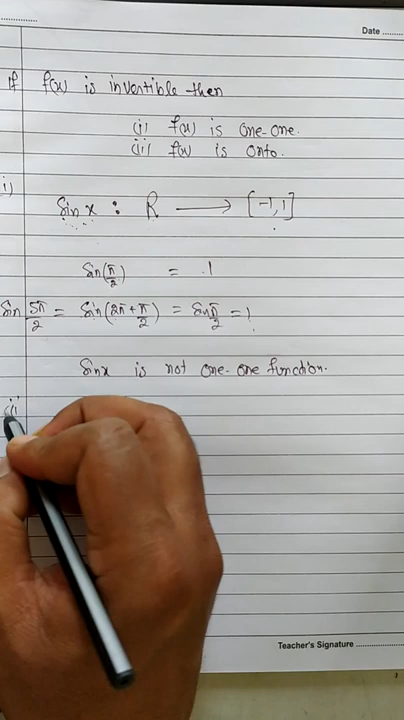 Date ..........
If f(x) is invertible then
(i) f(x) is one-one.
(ii) f(x) is onto.
i) Sin x : R ⟶ [-1,1]
Sin(π/2) = 1
Sin 5π/2 = Sin(2π+π/2) = Sin π/2 = 1
Sinx is not one-one function.
(ii
Teacher's Signature ..................